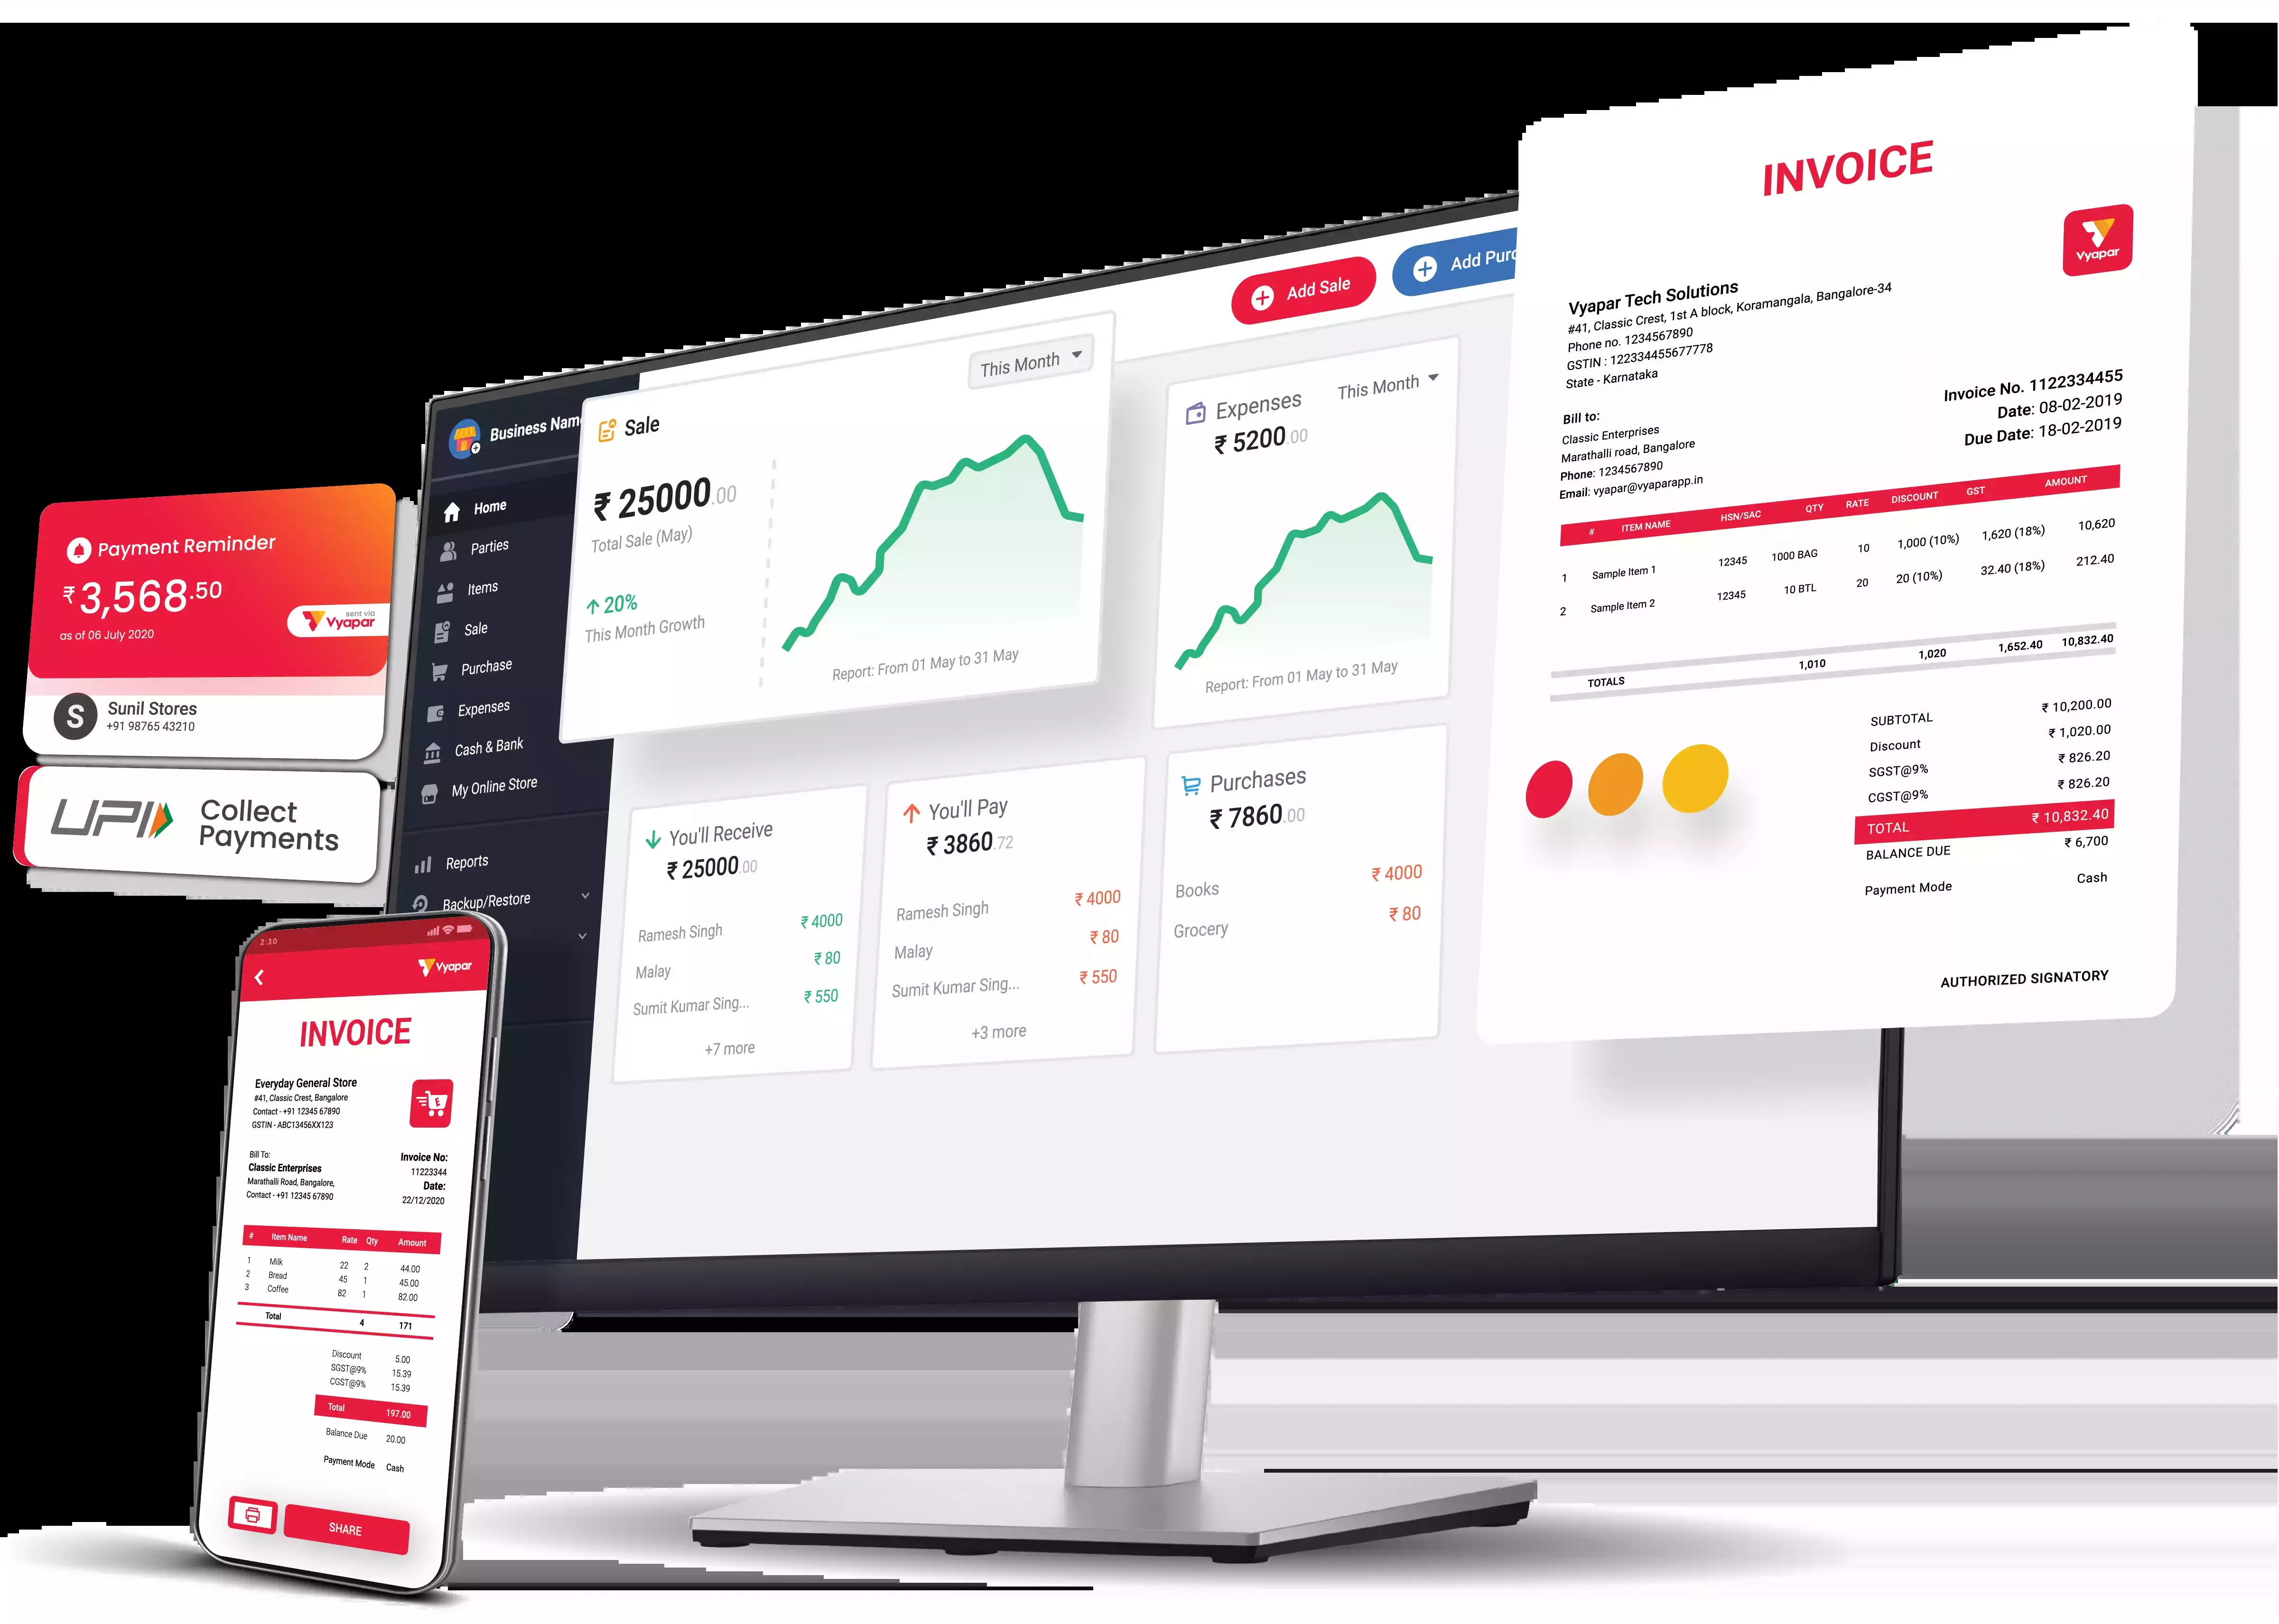 Payment Reminder
₹ 3,568.50
as of 06 July 2020
sent via
Vyapar
S
Sunil Stores
+91 98765 43210
UPI
Collect
Payments
Add Sale
Business
Home
Parties
Items
Sale
Purchase
Expenses
Cash & Bank
My Online Store
Reports
Backup/Restore
Sale
This Month
₹ 25000.00
Total Sale (May)
20%
This Month Growth
Report: From 01 May to 31 May
Expenses
This Month
₹ 5200.00
Report: From 01 May to 31 May
You'll Receive
₹ 25000.00
Ramesh Singh ₹ 4000
Malay ₹ 80
Sumit Kumar Sing... ₹ 550
+7 more
You'll Pay
₹ 3860.72
Ramesh Singh ₹ 4000
Malay ₹ 80
Sumit Kumar Sing... ₹ 550
+3 more
Purchases
₹ 7860.00
Books ₹ 4000
Grocery ₹ 80
INVOICE
Vyapar
Vyapar Tech Solutions
#41, Classic Crest, 1st A block, Koramangala, Bangalore-34
Phone no. 1234567890
GSTIN : 122334455677778
State - Karnataka
Invoice No. 1122334455
Date: 08-02-2019
Due Date: 18-02-2019
Bill to:
Classic Enterprises
Marathalli road, Bangalore
Phone: 1234567890
Email: vyapar@vyaparapp.in
# ITEM NAME HSN/SAC QTY RATE DISCOUNT GST AMOUNT
1 Sample Item 1 12345 1000 BAG 10 1,000 (10%) 1,620 (18%) 10,620
2 Sample Item 2 12345 10 BTL 20 20 (10%) 32.40 (18%) 212.40
TOTALS 1,010 1,020 1,652.40 10,832.40
SUBTOTAL ₹ 10,200.00
Discount ₹ 1,020.00
SGST@9% ₹ 826.20
CGST@9% ₹ 826.20
TOTAL ₹ 10,832.40
BALANCE DUE ₹ 6,700
Payment Mode Cash
AUTHORIZED SIGNATORY
2:30
Vyapar
INVOICE
Everyday General Store
#41, Classic Crest, Bangalore
Contact - +91 12345 67890
GSTIN - ABC13456XX123
E
Bill To:
Classic Enterprises
Marathalli Road, Bangalore,
Contact - +91 12345 67890
Invoice No:
11223344
Date:
22/12/2020
# Item Name Rate Qty Amount
1 Milk 22 2 44.00
2 Bread 45 1 45.00
3 Coffee 82 1 82.00
Total 4 171
Discount 5.00
SGST@9% 15.39
CGST@9% 15.39
Total 197.00
Balance Due 20.00
Payment Mode Cash
SHARE